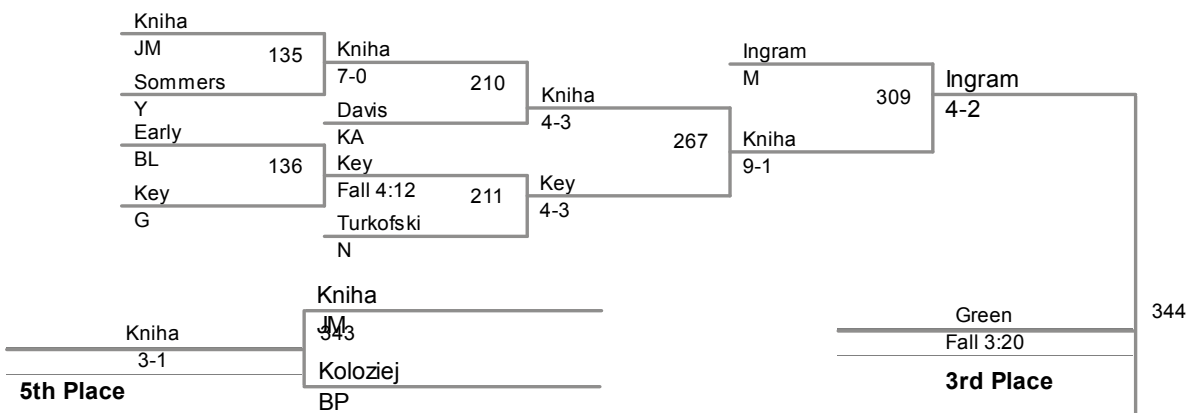 Kniha
JM
135
Sommers
Y
Early
BL
136
Key
G
Kniha
7-0
210
Davis
KA
Key
Fall 4:12
211
Turkofski
N
Kniha
4-3
267
Key
4-3
Ingram
M
309
Kniha
9-1
Ingram
4-2
Kniha
JM
343
Koloziej
BP
Kniha
3-1
5th Place
Green
Fall 3:20
3rd Place
344